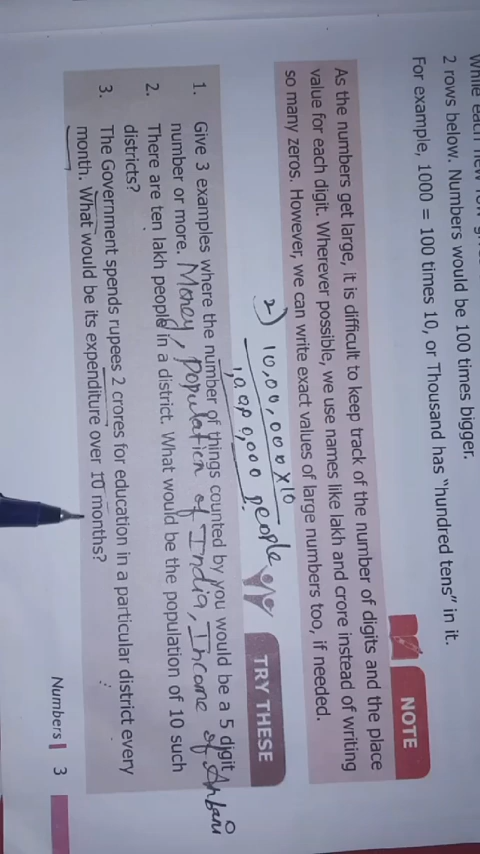 2 rows below. Numbers would be 100 times bigger.
For example, 1000 = 100 times 10, or Thousand has "hundred tens" in it.
NOTE
As the numbers get large, it is difficult to keep track of the number of digits and the place
value for each digit. Wherever possible, we use names like lakh and crore instead of writing
so many zeros. However, we can write exact values of large numbers too, if needed.
2) 10,00,000 X 10
people
TRY THESE
1. Give 3 examples where the number of things counted by you would be a 5 digit
number or more. Money, Population of India, Income of Ambani
2. There are ten lakh people in a district. What would be the population of 10 such
districts?
3. The Government spends rupees 2 crores for education in a particular district every
month. What would be its expenditure over 10 months?
Numbers | 3